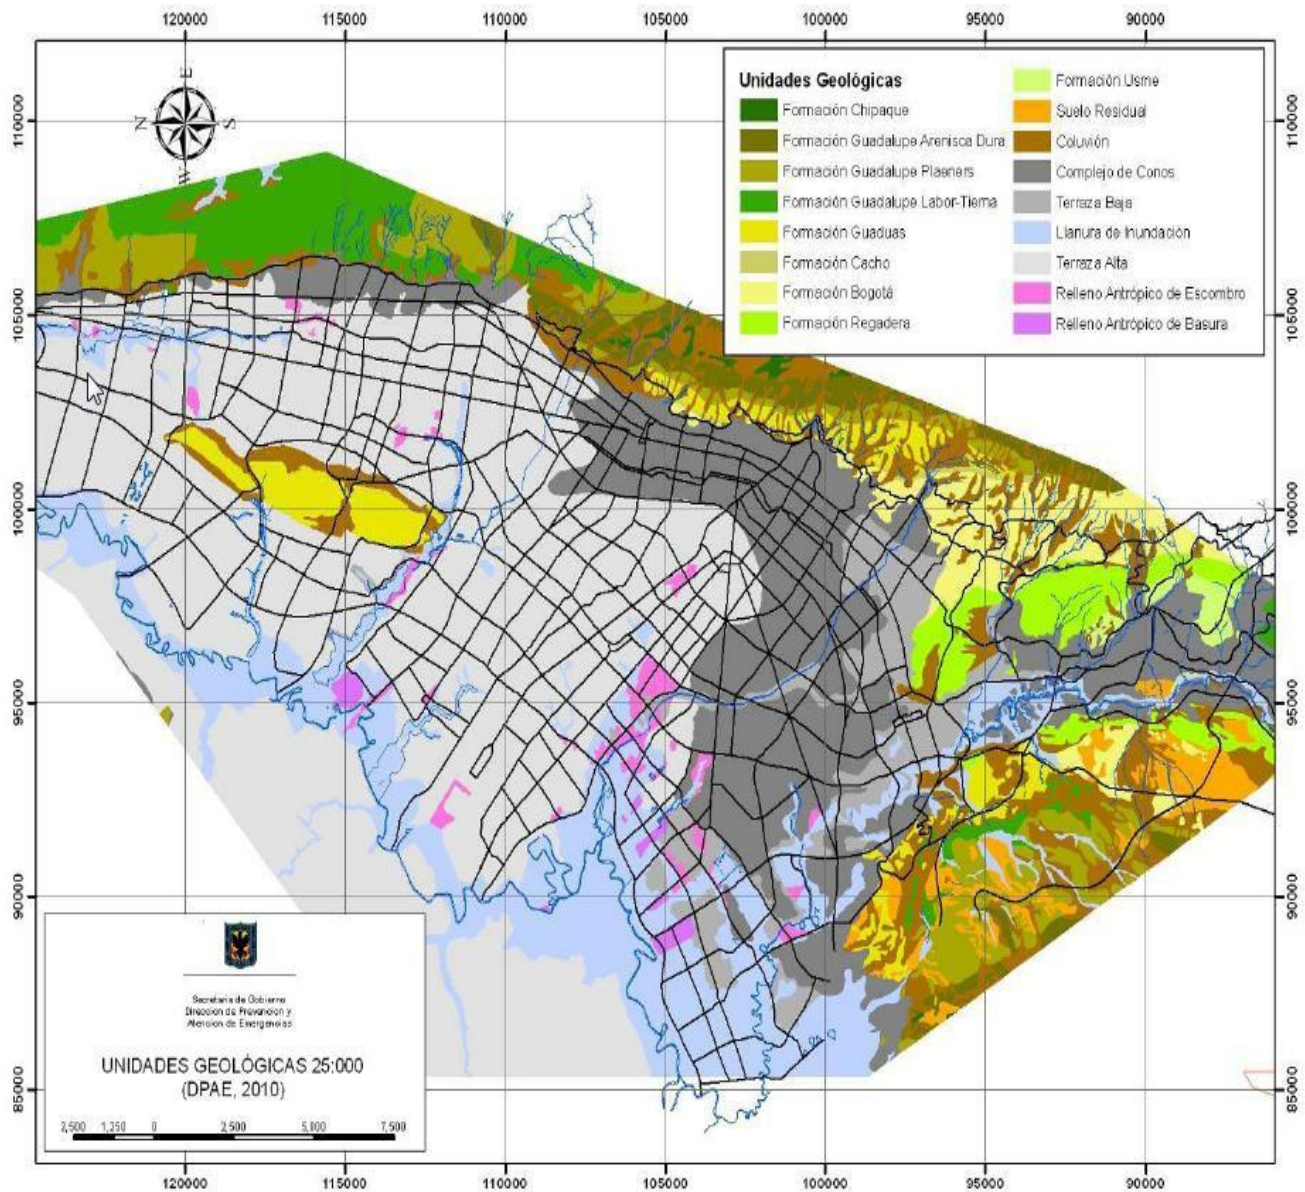 120000 115000 110000 105000 100000 95000 90000
110000
105000
100000
95000
90000
85000
110000
105000
100000
95000
90000
85000
E
N
S
W
Unidades Geológicas
Formación Chipaque
Formación Guadalupe Arenisca Dura
Formación Guadalupe Plaeners
Formación Guadalupe Labor-Tierna
Formación Guaduas
Formación Cacho
Formación Bogotá
Formación Regadera
Formación Usme
Suelo Residual
Coluvión
Complejo de Conos
Terraza Baja
Llanura de Inundación
Terraza Alta
Relleno Antrópico de Escombro
Relleno Antrópico de Basura
Secretaria de Gobierno
Direccion de Prevencion y
Atencion de Emergencias
UNIDADES GEOLÓGICAS 25:000
(DPAE, 2010)
2,500 1,250 0 2,500 5,000 7,500
120000 115000 110000 105000 100000 95000 90000